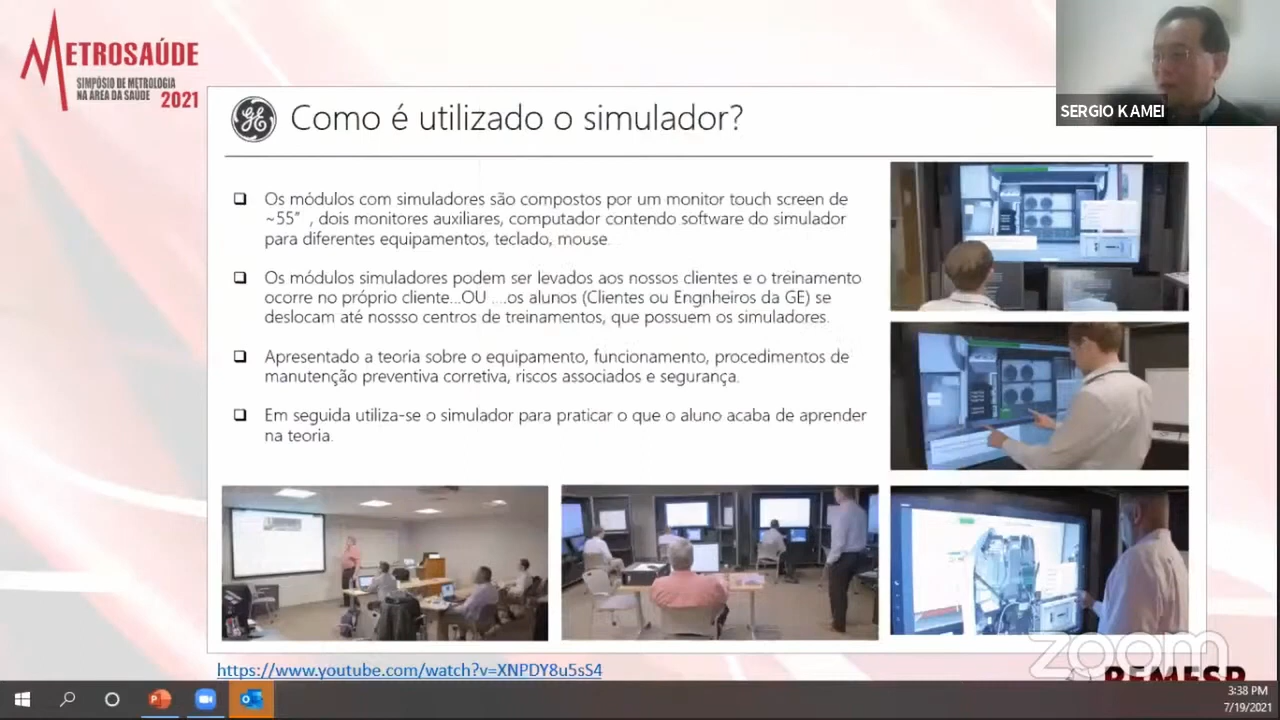 METROSAÚDE
SIMPÓSIO DE METROLOGIA
NA ÁREA DA SAÚDE 2021
GE
Como é utilizado o simulador?
SERGIO KAMEI
❑ Os módulos com simuladores são compostos por um monitor touch screen de
~55” , dois monitores auxiliares, computador contendo software do simulador
para diferentes equipamentos, teclado, mouse.
❑ Os módulos simuladores podem ser levados aos nossos clientes e o treinamento
ocorre no próprio cliente...OU ....os alunos (Clientes ou Engnheiros da GE) se
deslocam até nossso centros de treinamentos, que possuem os simuladores.
❑ Apresentado a teoria sobre o equipamento, funcionamento, procedimentos de
manutenção preventiva corretiva, riscos associados e segurança.
❑ Em seguida utiliza-se o simulador para praticar o que o aluno acaba de aprender
na teoria.
https://www.youtube.com/watch?v=XNPDY8u5sS4
zoom
REMESP
3:38 PM
7/19/2021